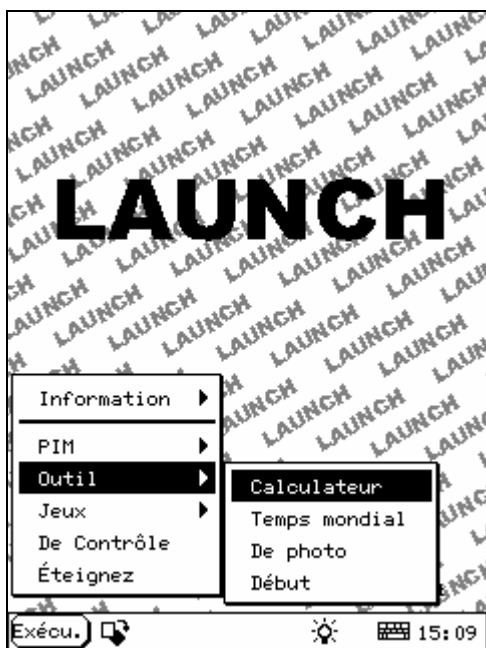 LAUNCH
Information
PIM
Outil
Jeux
De Contrôle
Éteignez
Calculateur
Temps mondial
De photo
Début
Exécu.
15:09